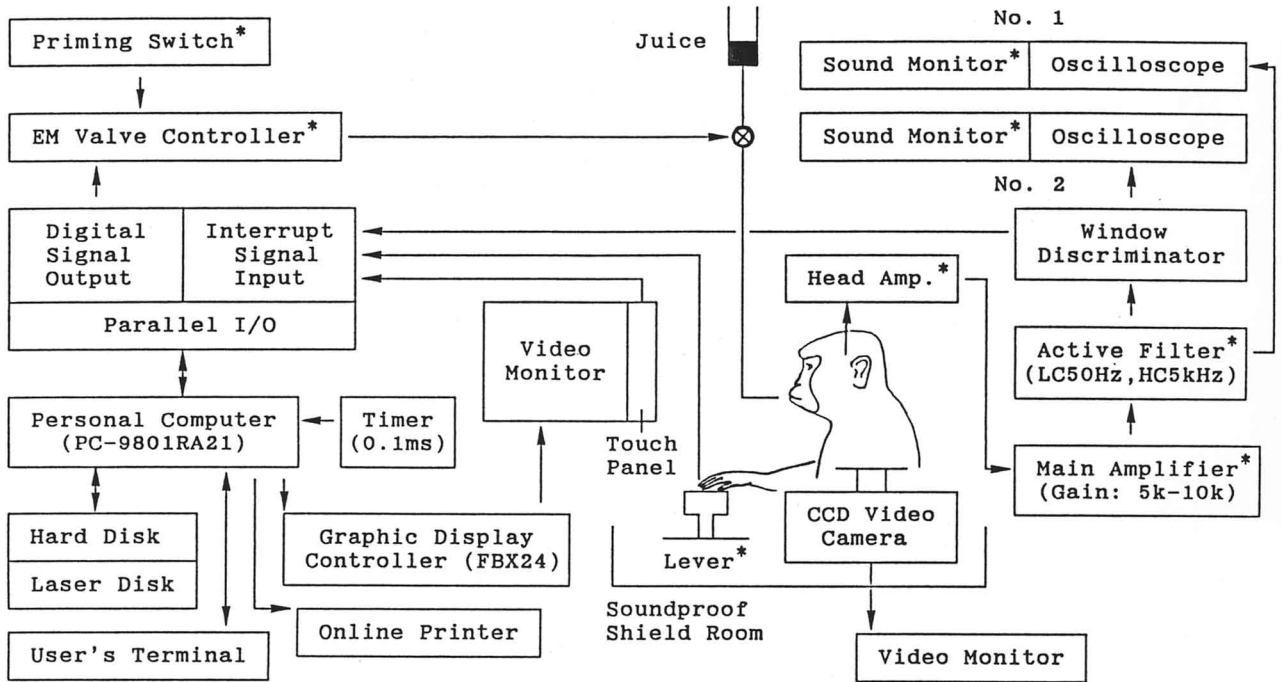 Priming Switch*
EM Valve Controller*
Digital
Signal
Output
Interrupt
Signal
Input
Parallel I/O
Personal Computer
(PC-9801RA21)
Timer
(0.1ms)
Hard Disk
Laser Disk
User's Terminal
Graphic Display
Controller (FBX24)
Online Printer
Video
Monitor
Touch
Panel
Juice
Head Amp.*
Lever*
CCD Video
Camera
Soundproof
Shield Room
Video Monitor
No. 1
Sound Monitor* Oscilloscope
Sound Monitor* Oscilloscope
No. 2
Window
Discriminator
Active Filter*
(LC50Hz,HC5kHz)
Main Amplifier*
(Gain: 5k-10k)